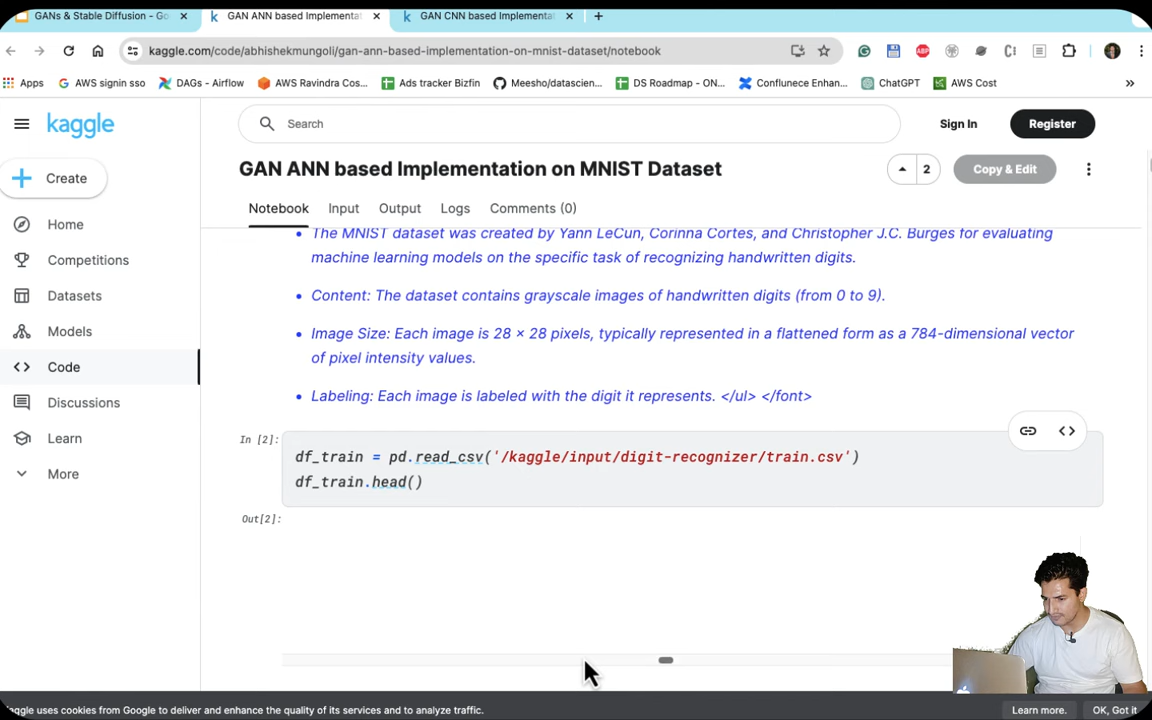 GANs & Stable Diffusion - Go
GAN ANN based Implementati
GAN CNN based Implementati
kaggle.com/code/abhishekmungoli/gan-ann-based-implementation-on-mnist-dataset/notebook
Apps
AWS signin sso
DAGs - Airflow
AWS Ravindra Cos...
Ads tracker Bizfin
Meesho/datascien...
DS Roadmap - ON...
Conflunece Enhan...
ChatGPT
AWS Cost
kaggle
Search
Sign In
Register
Create
GAN ANN based Implementation on MNIST Dataset
2
Copy & Edit
Notebook
Input
Output
Logs
Comments (0)
Home
Competitions
Datasets
Models
Code
Discussions
Learn
More
• The MNIST dataset was created by Yann LeCun, Corinna Cortes, and Christopher J.C. Burges for evaluating
machine learning models on the specific task of recognizing handwritten digits.
• Content: The dataset contains grayscale images of handwritten digits (from 0 to 9).
• Image Size: Each image is 28 × 28 pixels, typically represented in a flattened form as a 784-dimensional vector
of pixel intensity values.
• Labeling: Each image is labeled with the digit it represents. </ul> </font>
In [2]:
df_train = pd.read_csv('/kaggle/input/digit-recognizer/train.csv')
df_train.head()
Out[2]:
aggle uses cookies from Google to deliver and enhance the quality of its services and to analyze traffic.
Learn more.
OK, Got it